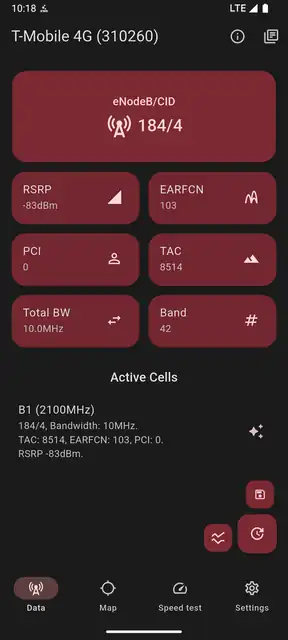 10:18
LTE
T-Mobile 4G (310260)
eNodeB/CID
184/4
RSRP
-83dBm
EARFCN
103
PCI
0
TAC
8514
Total BW
10.0MHz
Band
42
#
Active Cells
B1 (2100MHz)
184/4, Bandwidth: 10MHz.
TAC: 8514, EARFCN: 103, PCI: 0.
RSRP -83dBm.
Data
Map
Speed test
Settings